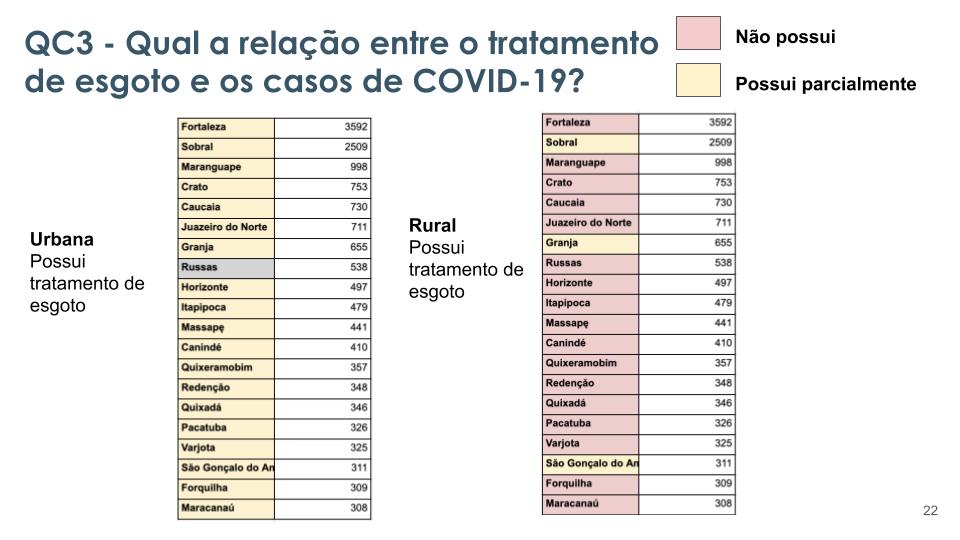 QC3 - Qual a relação entre o tratamento
de esgoto e os casos de COVID-19?
Não possui
Possui parcialmente
Urbana
Possui
tratamento de
esgoto
Fortaleza 3592
Sobral 2509
Maranguape 998
Crato 753
Caucaia 730
Juazeiro do Norte 711
Granja 655
Russas 538
Horizonte 497
Itapipoca 479
Massapê 441
Canindé 410
Quixeramobim 357
Redenção 348
Quixadá 346
Pacatuba 326
Varjota 325
São Gonçalo do Am 311
Forquilha 309
Maracanaú 308
Rural
Possui
tratamento de
esgoto
Fortaleza 3592
Sobral 2509
Maranguape 998
Crato 753
Caucaia 730
Juazeiro do Norte 711
Granja 655
Russas 538
Horizonte 497
Itapipoca 479
Massapê 441
Canindé 410
Quixeramobim 357
Redenção 348
Quixadá 346
Pacatuba 326
Varjota 325
São Gonçalo do Am 311
Forquilha 309
Maracanaú 308
22